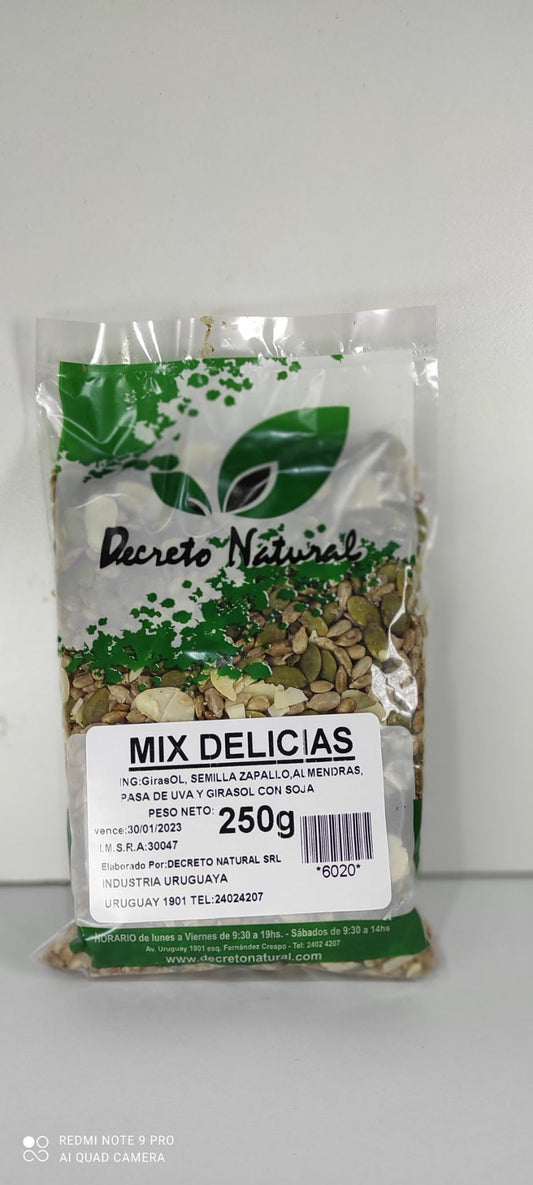 Decreto Natural
MIX DELICIAS
ING:GirasOL, SEMILLA ZAPALLO,ALMENDRAS,
PASA DE UVA Y GIRASOL CON SOJA
PESO NETO: 250g
vence:30/01/2023
I.M.S.R.A:30047
Elaborado Por:DECRETO NATURAL SRL
*6020*
INDUSTRIA URUGUAYA
URUGUAY 1901 TEL:24024207
HORARIO de lunes a Viernes de 9:30 a 19hs. - Sábados de 9:30 a 14hs
Av. Uruguay 1901 esq. Fernández Crespo - Tel: 2402 4207
www.decretonatural.com
REDMI NOTE 9 PRO
AI QUAD CAMERA